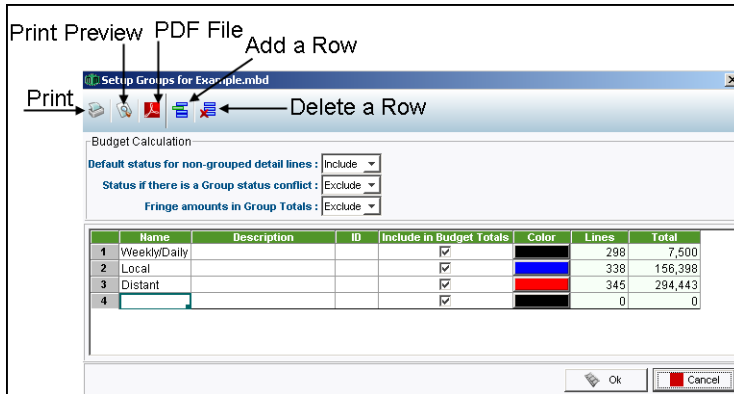 Print Preview PDF File
Add a Row
Setup Groups for Example.mbd
Print
Delete a Row
Budget Calculation
Default status for non-grouped detail lines : Include
Status if there is a Group status conflict : Exclude
Fringe amounts in Group Totals : Exclude
Name Description ID Include in Budget Totals Color Lines Total
1 Weekly/Daily 298 7,500
2 Local 338 156,398
3 Distant 345 294,443
4 0 0
Ok Cancel